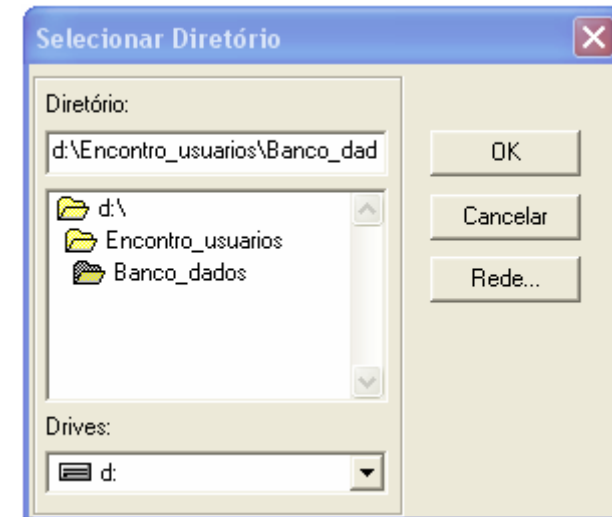 Selecionar Diretório
Diretório:
d:\Encontro_usuarios\Banco_dad
OK
d:\
Cancelar
Encontro_usuarios
Banco_dados
Rede...
Drives:
d: